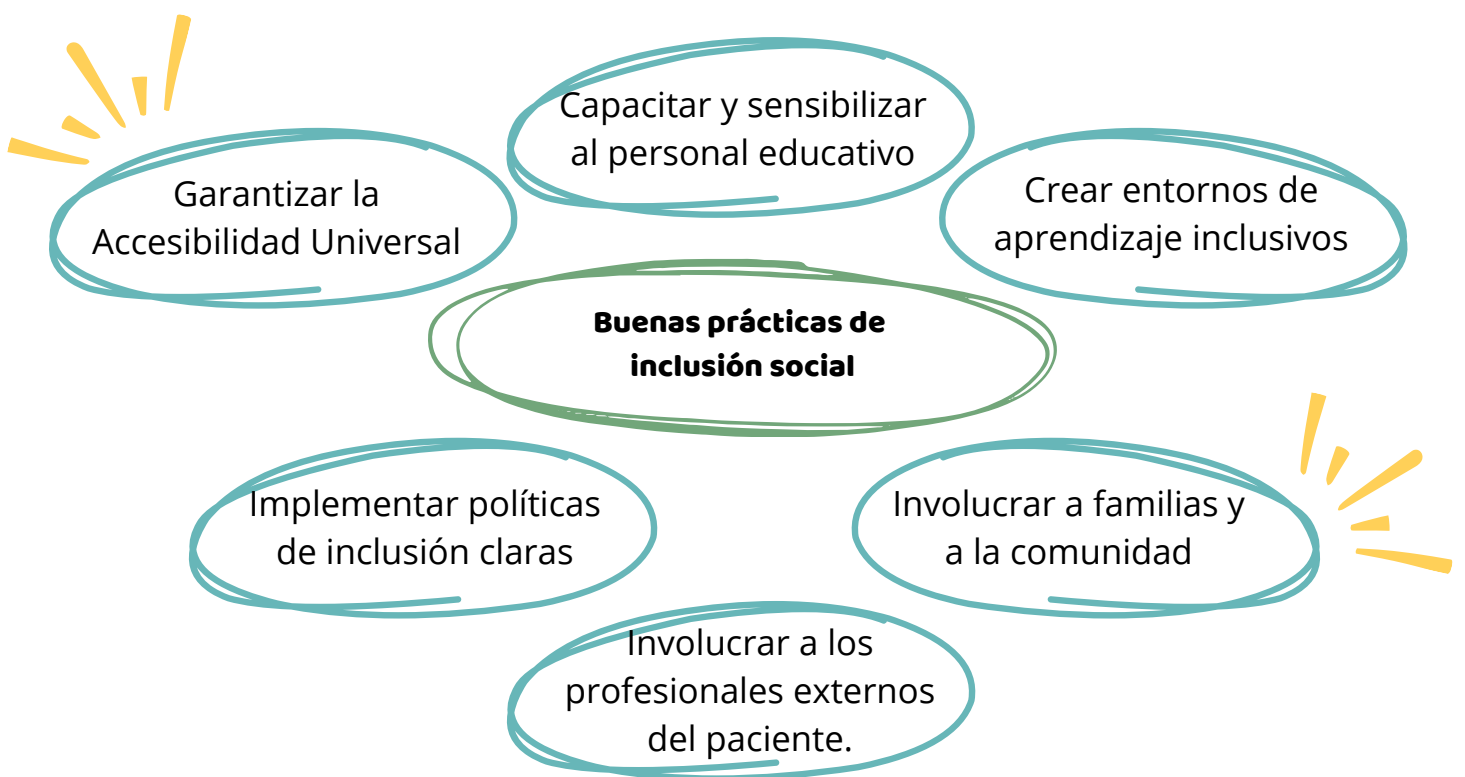 Capacitar y sensibilizar
al personal educativo
Garantizar la
Accesibilidad Universal
Crear entornos de
aprendizaje inclusivos
Buenas prácticas de
inclusión social
Implementar políticas
de inclusión claras
Involucrar a familias y
a la comunidad
Involucrar a los
profesionales externos
del paciente.